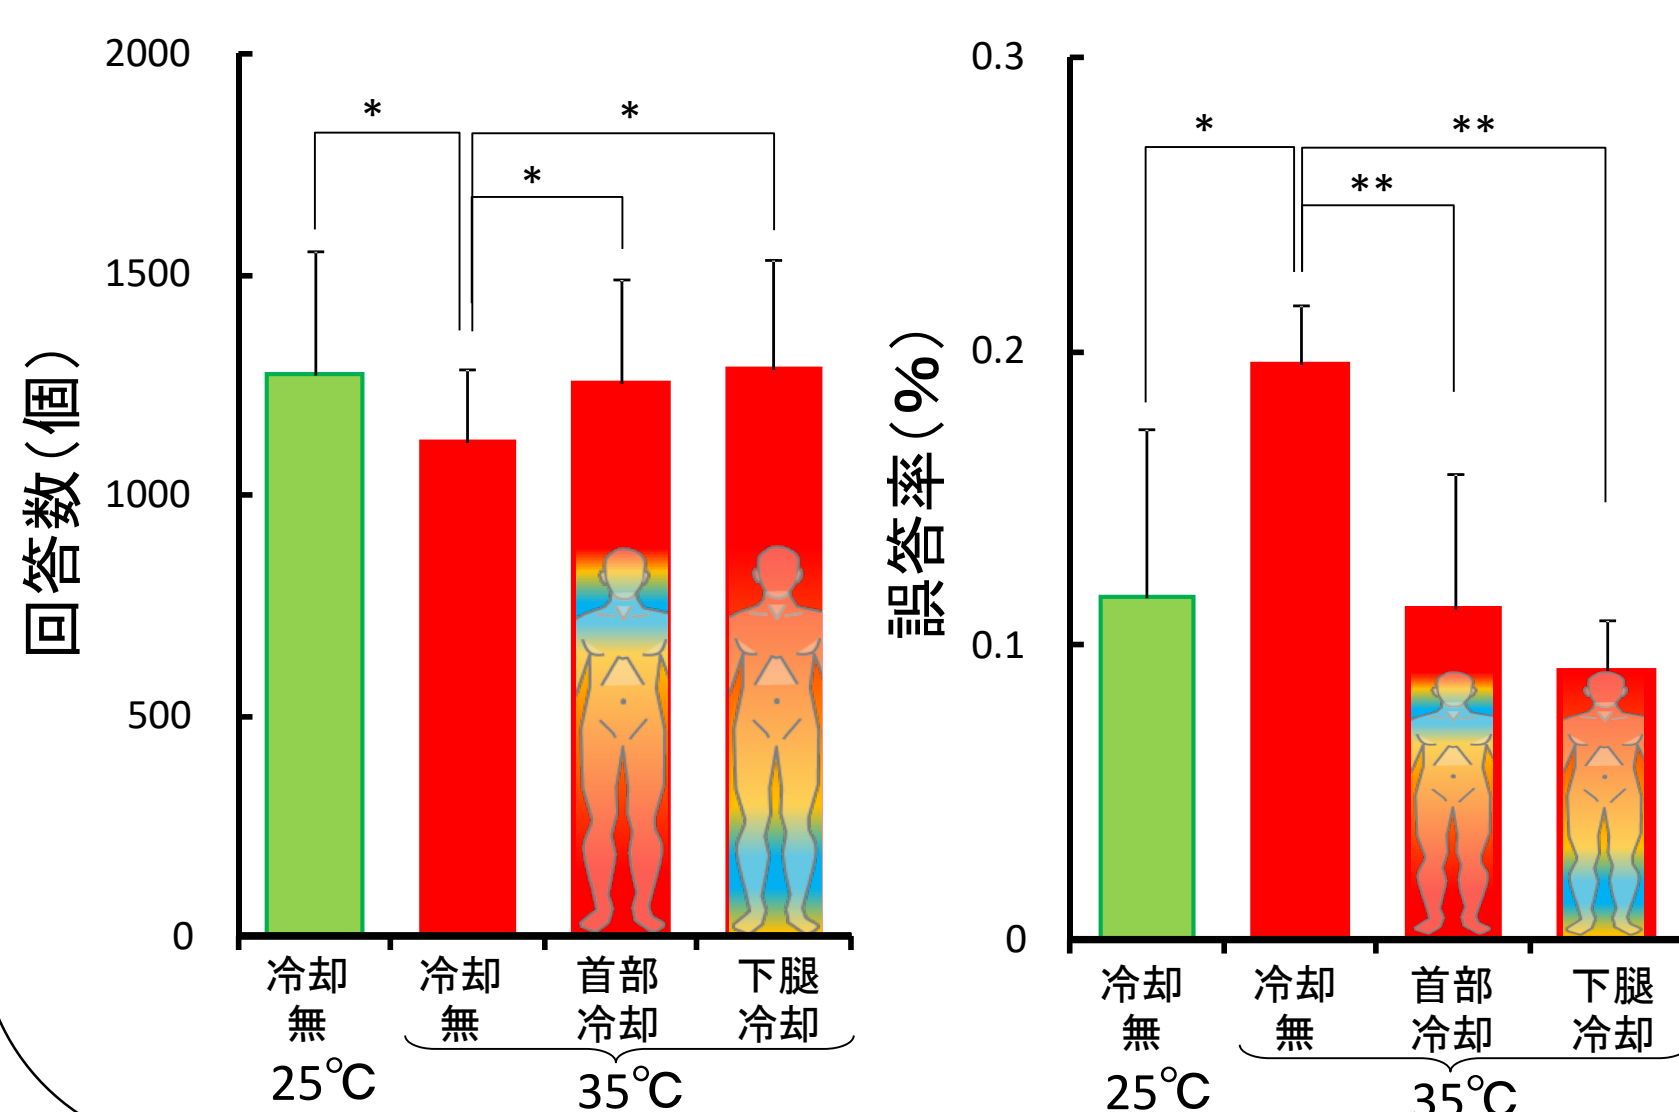 回答数(個)
2000
1500
1000
500
0
*
*
*
冷却
無
冷却
無
首部
冷却
下腿
冷却
25℃
35℃
誤答率(%)
0.3
0.2
0.1
0
*
**
**
冷却
無
冷却
無
首部
冷却
下腿
冷却
25℃
35℃